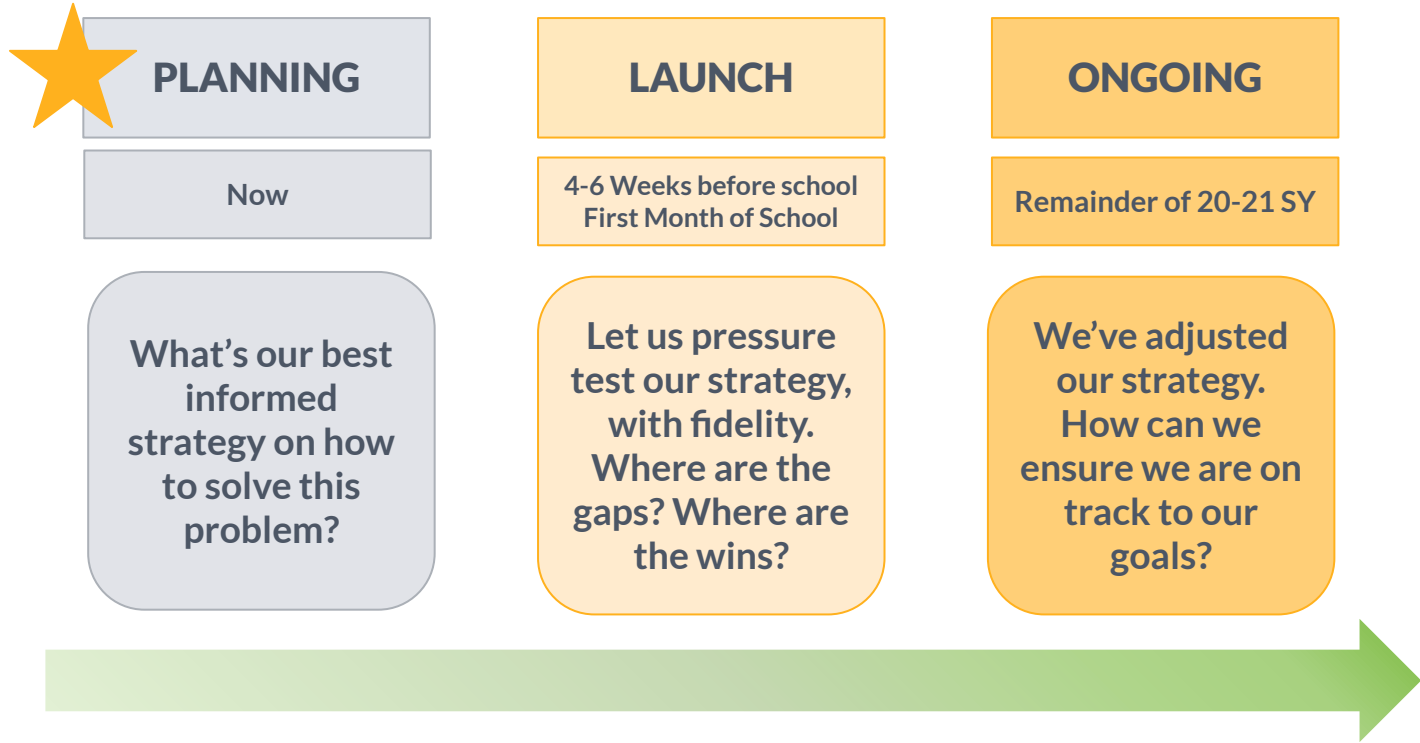 PLANNING
Now
What’s our best
informed
strategy on how
to solve this
problem?
LAUNCH
4-6 Weeks before school
First Month of School
Let us pressure
test our strategy,
with fidelity.
Where are the
gaps? Where are
the wins?
ONGOING
Remainder of 20-21 SY
We’ve adjusted
our strategy.
How can we
ensure we are on
track to our
goals?